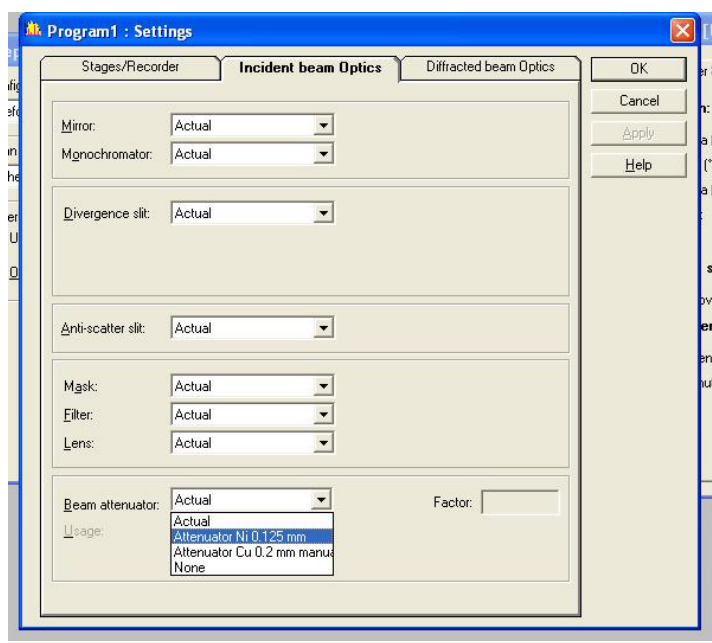 Program1 : Settings
Stages/Recorder
Incident beam Optics
Diffracted beam Optics
OK
Cancel
Apply
Help
Mirror: Actual
Monochromator: Actual
Divergence slit: Actual
Anti-scatter slit: Actual
Mask: Actual
Filter: Actual
Lens: Actual
Beam attenuator: Actual
Factor:
Usage:
Actual
Attenuator Ni 0.125 mm
Attenuator Cu 0.2 mm manua
None